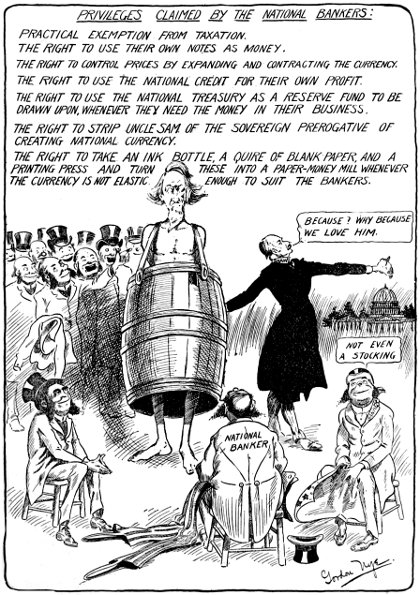 PRIVILEGES CLAIMED BY THE NATIONAL BANKERS:
PRACTICAL EXEMPTION FROM TAXATION.
THE RIGHT TO USE THEIR OWN NOTES AS MONEY.
THE RIGHT TO CONTROL PRICES BY EXPANDING AND CONTRACTING THE CURRENCY.
THE RIGHT TO USE THE NATIONAL CREDIT FOR THEIR OWN PROFIT.
THE RIGHT TO USE THE NATIONAL TREASURY AS A RESERVE FUND TO BE
DRAWN UPON, WHENEVER THEY NEED THE MONEY IN THEIR BUSINESS.
THE RIGHT TO STRIP UNCLE SAM OF THE SOVEREIGN PREROGATIVE OF
CREATING NATIONAL CURRENCY.
THE RIGHT TO TAKE AN INK BOTTLE, A QUIRE OF BLANK PAPER, AND A
PRINTING PRESS AND TURN THESE INTO A PAPER-MONEY MILL WHENEVER
THE CURRENCY IS NOT ELASTIC ENOUGH TO SUIT THE BANKERS.
BECAUSE? WHY BECAUSE
WE LOVE HIM.
NOT EVEN
A STOCKING
NATIONAL
BANKER
Gordon Nye